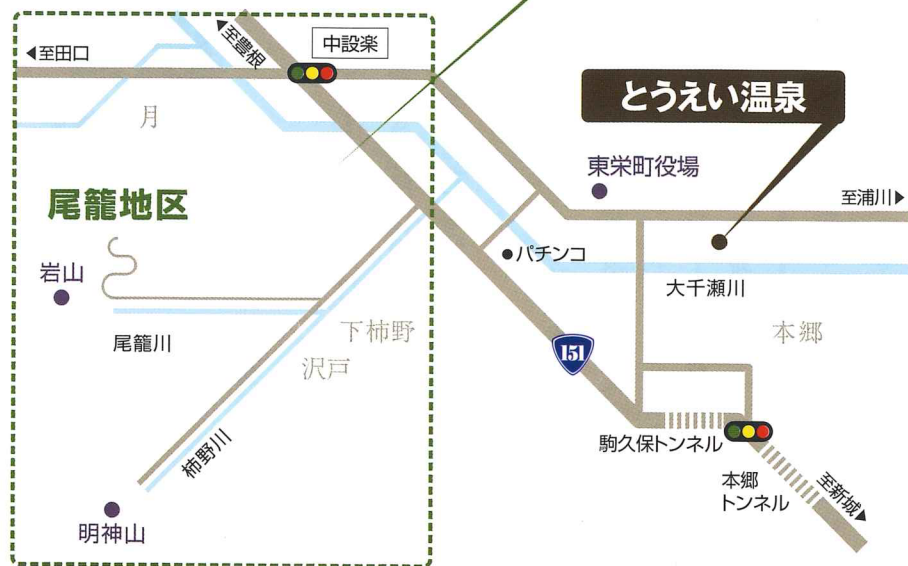 至豊根
中設楽
◀至田口
月
とうえい温泉
東栄町役場
至浦川▶
尾籠地区
パチンコ
岩山
大千瀬川
尾籠川
下柿野
本郷
沢戸
151
駒久保トンネル
柿野川
本郷
トンネル
至新城▶
明神山